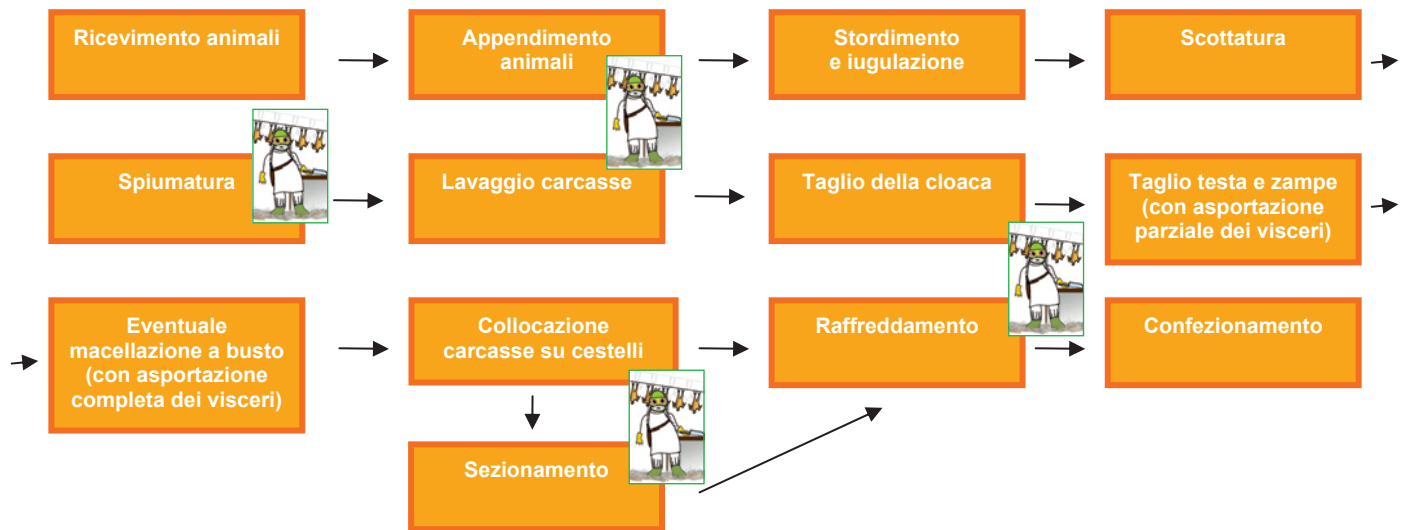 Ricevimento animali
Appendimento
animali
Stordimento
e iugulazione
Scottatura
Spiumatura
Lavaggio carcasse
Taglio della cloaca
Taglio testa e zampe
(con asportazione
parziale dei visceri)
Eventuale
macellazione a busto
(con asportazione
completa dei visceri)
Collocazione
carcasse su cestelli
Raffreddamento
Confezionamento
Sezionamento